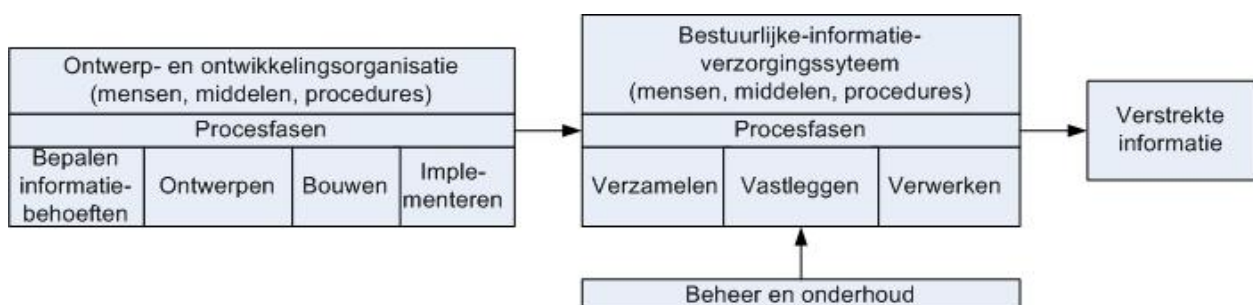 Ontwerp- en ontwikkelingsorganisatie
(mensen, middelen, procedures)
Procesfasen
Bepalen
informatie-
behoeften
Ontwerpen
Bouwen
Imple-
menteren
Bestuurlijke-informatie-
verzorgingssyteem
(mensen, middelen, procedures)
Procesfasen
Verzamelen
Vastleggen
Verwerken
Verstrekte
informatie
Beheer en onderhoud